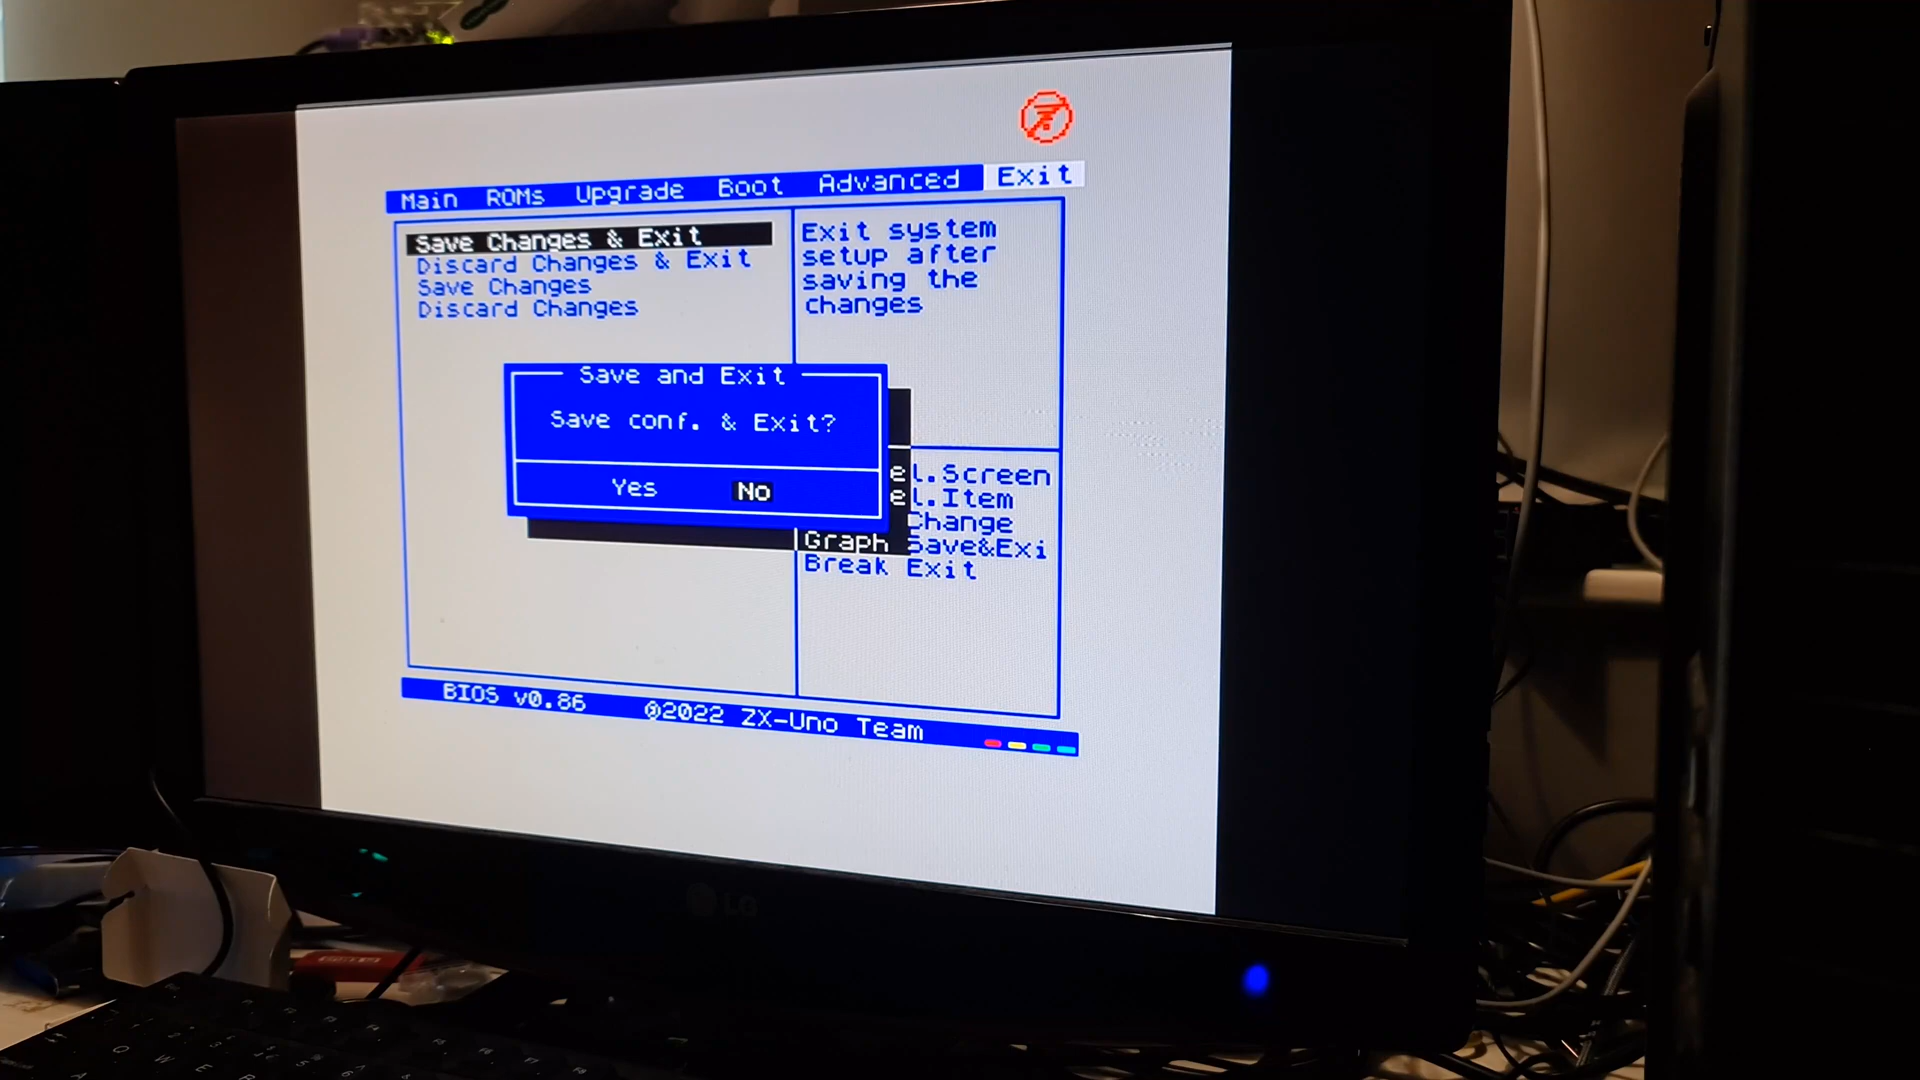 Main ROMs Upgrade Boot Advanced Exit
Save Changes & Exit
Discard Changes & Exit
Save Changes
Discard Changes
Exit system
setup after
saving the
changes
Save and Exit
Save conf. & Exit?
Yes No
el.Screen
el.Item
Change
Graph Save&Exi
Break Exit
BIOS v0.86 ©2022 ZX-Uno Team
LG